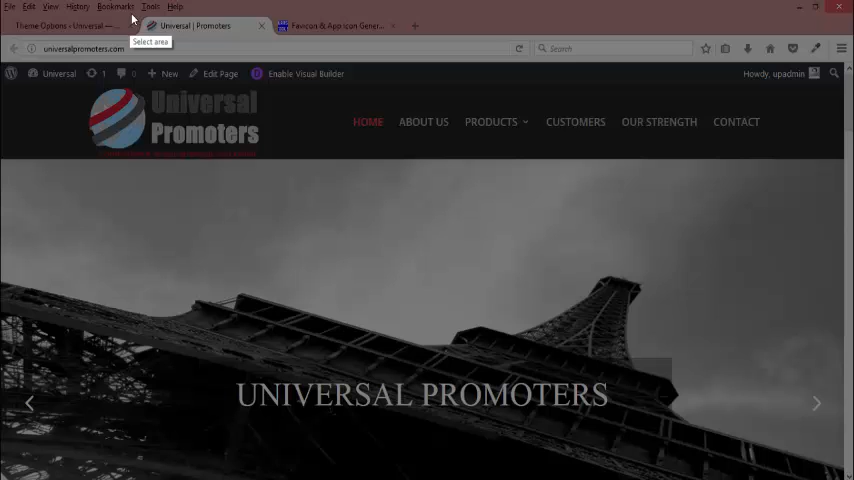 File Edit View History Bookmarks Tools Help
Theme Options ‹ Universal —...
Universal | Promoters
Favicon & App icon Gener...
Select area
universalpromoters.com
Search
Universal 1 0 New Edit Page D Enable Visual Builder
Howdy, upadmin
Universal
Promoters
HOME ABOUT US PRODUCTS CUSTOMERS OUR STRENGTH CONTACT
UNIVERSAL PROMOTERS